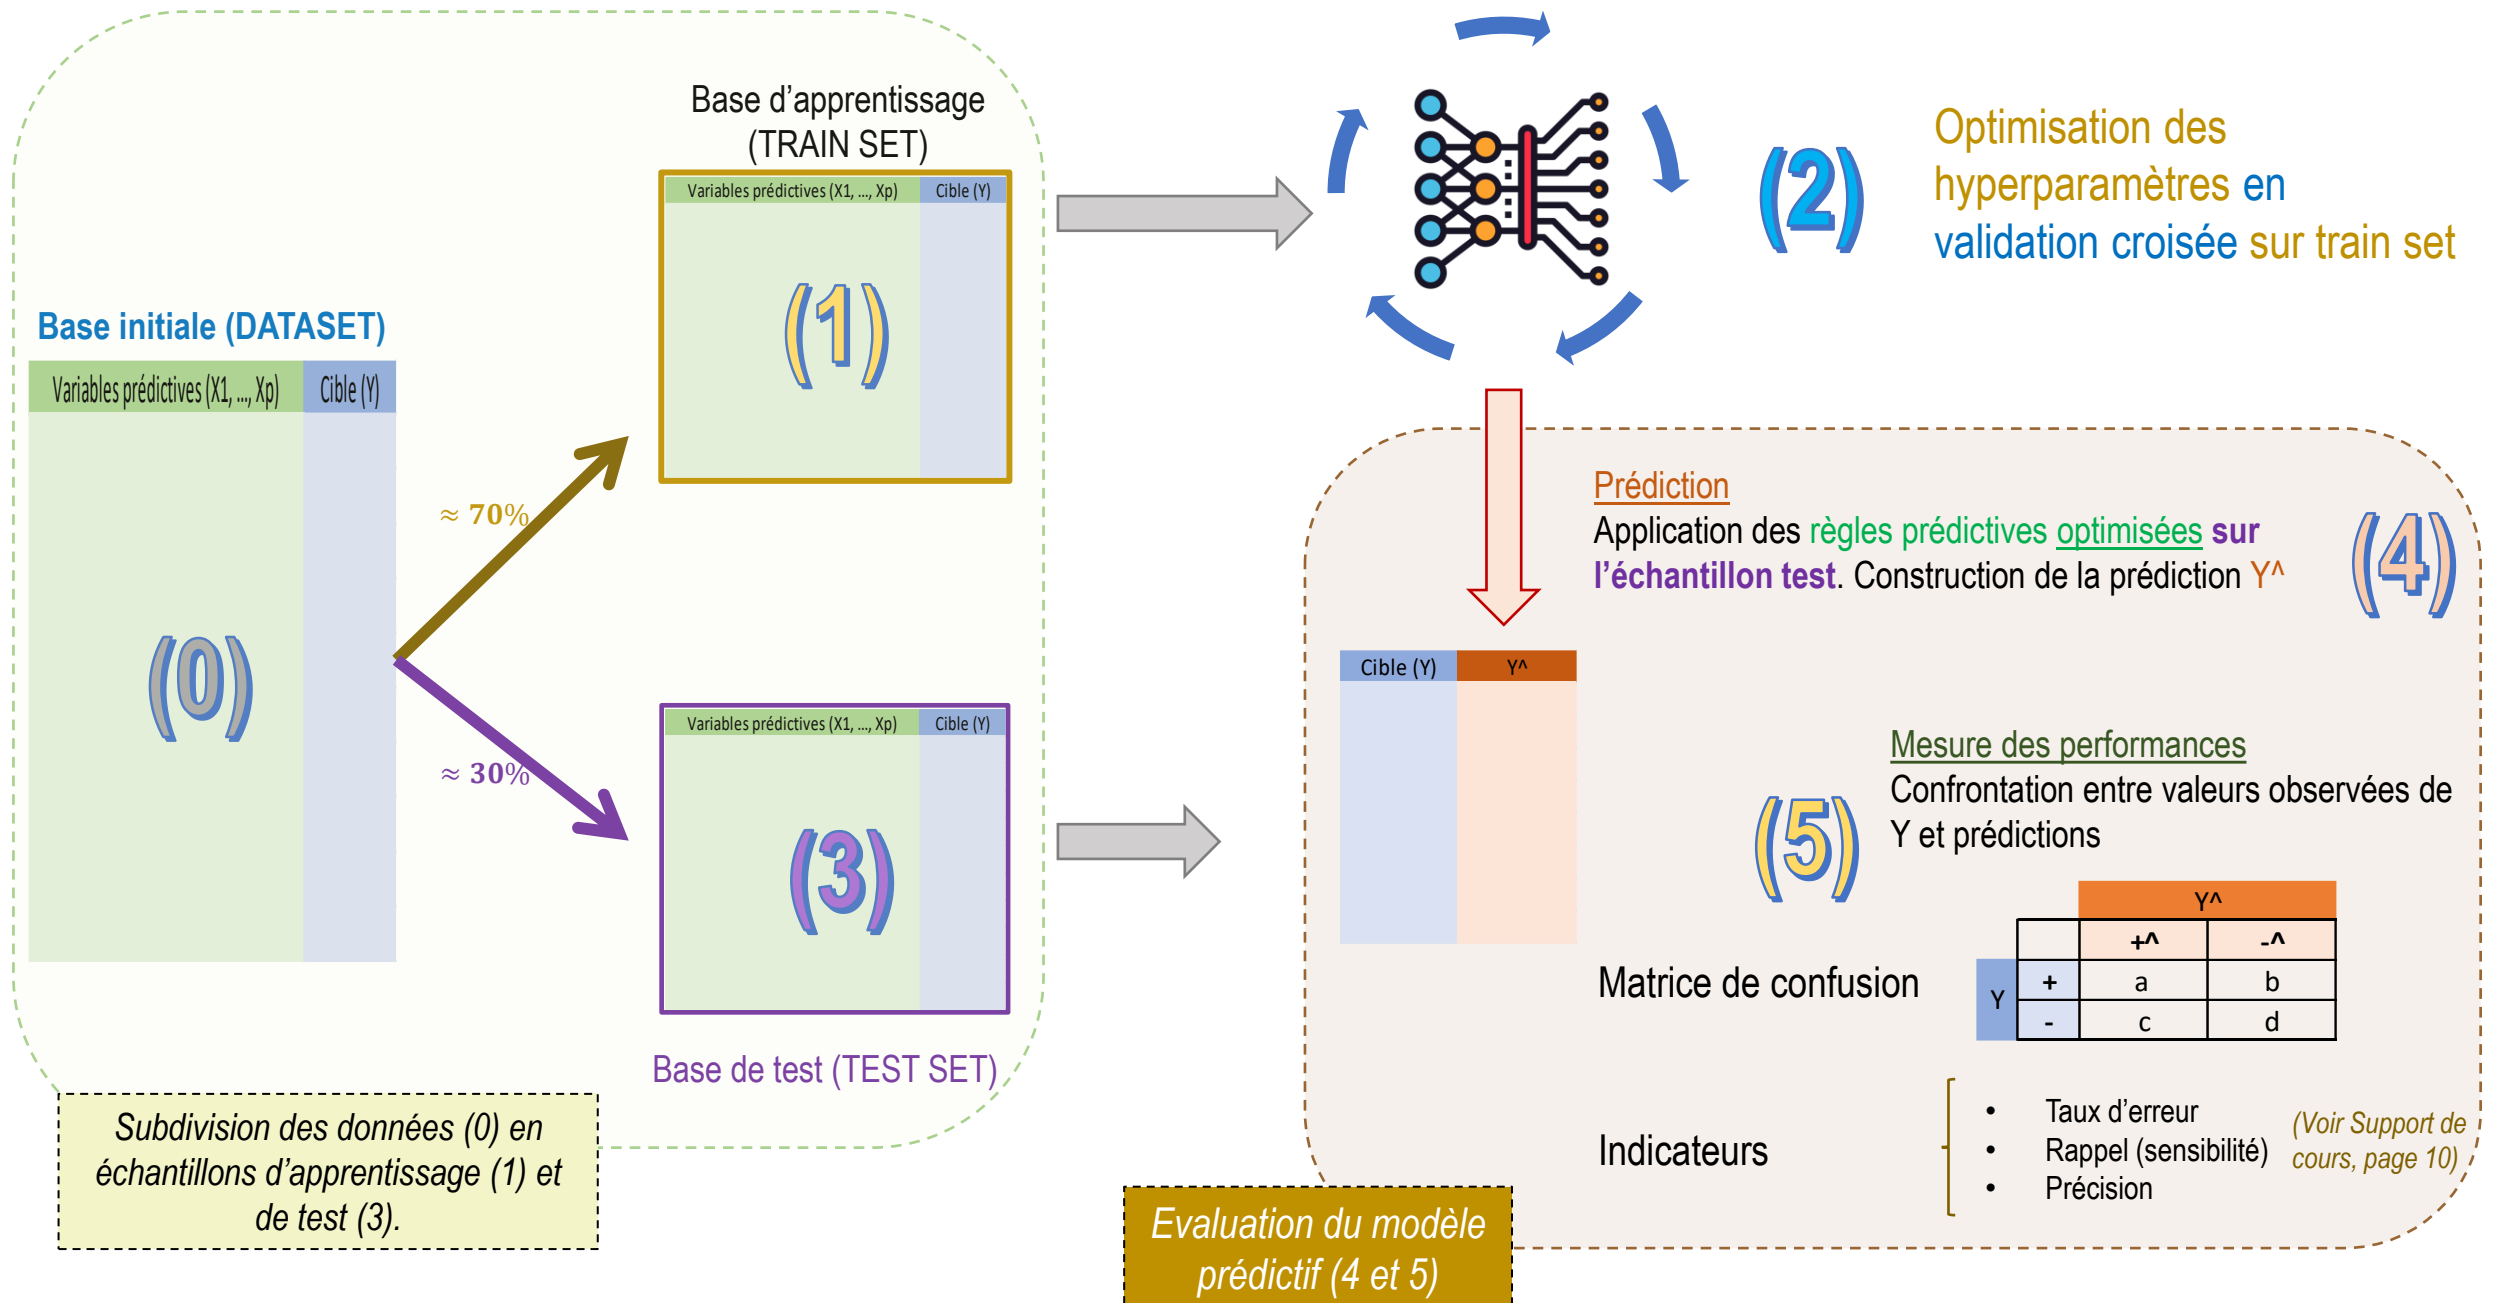 Base d’apprentissage
(TRAIN SET)
Variables prédictives (X1, ..., Xp) Cible (Y)
(1)
Base initiale (DATASET)
Variables prédictives (X1, ..., Xp) Cible (Y)
(0)
≈ 70%
≈ 30%
Variables prédictives (X1, ..., Xp) Cible (Y)
(3)
Base de test (TEST SET)
Subdivision des données (0) en
échantillons d’apprentissage (1) et
de test (3).
(2)
Optimisation des
hyperparamètres en
validation croisée sur train set
Prédiction
Application des règles prédictives optimisées sur
l’échantillon test. Construction de la prédiction Y^
(4)
Cible (Y) Y^
Mesure des performances
Confrontation entre valeurs observées de
Y et prédictions
(5)
Matrice de confusion
Y^
+^ -^
Y + a b
- c d
Indicateurs
• Taux d’erreur
• Rappel (sensibilité)
• Précision
(Voir Support de
cours, page 10)
Evaluation du modèle
prédictif (4 et 5)